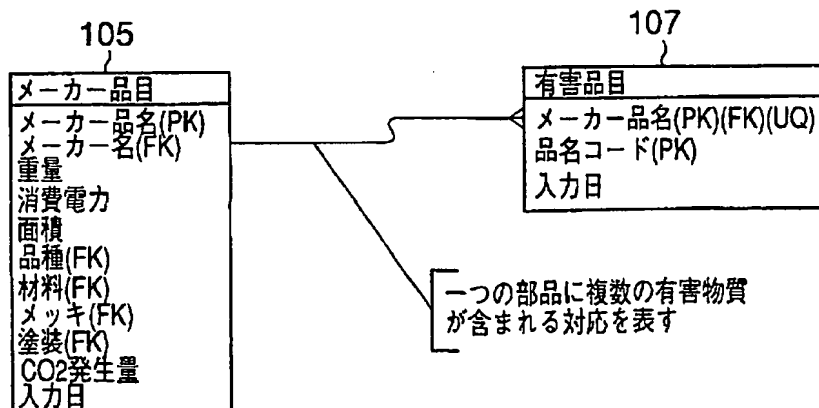 105
メーカー品目
メーカー品名(PK)
メーカー名(FK)
重量
消費電力
面積
品種(FK)
材料(FK)
メッキ(FK)
塗装(FK)
CO2発生量
入力日
107
有害品目
メーカー品名(PK)(FK)(UQ)
品名コード(PK)
入力日
一つの部品に複数の有害物質
が含まれる対応を表す